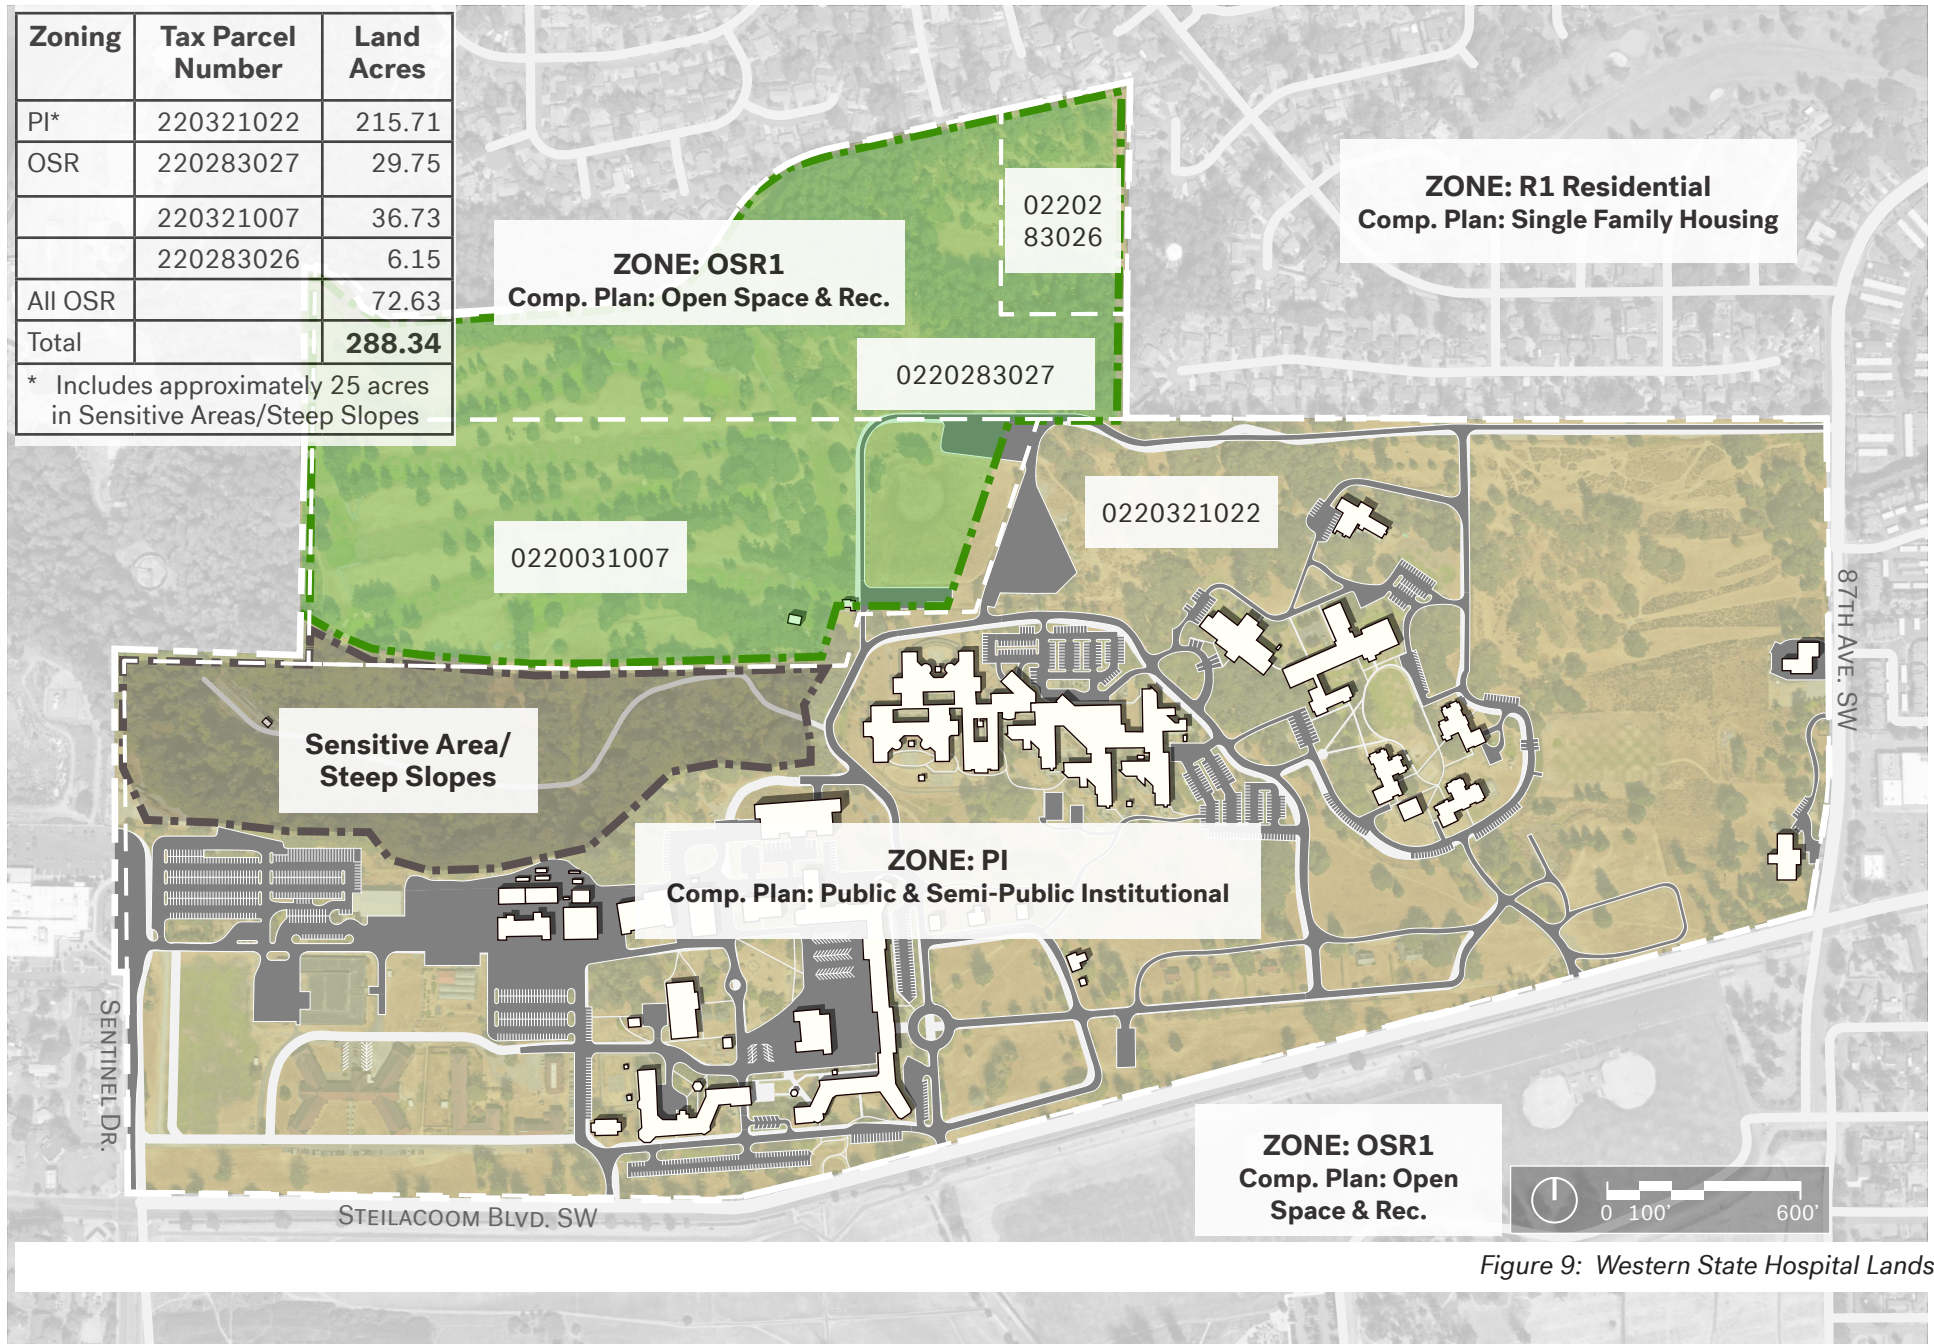 Zoning Tax Parcel Number Land Acres
PI* 220321022 215.71
OSR 220283027 29.75
220321007 36.73
220283026 6.15
All OSR 72.63
Total 288.34
* Includes approximately 25 acres
in Sensitive Areas/Steep Slopes
02202
83026
ZONE: R1 Residential
Comp. Plan: Single Family Housing
ZONE: OSR1
Comp. Plan: Open Space & Rec.
0220283027
0220321022
0220031007
87TH AVE. SW
Sensitive Area/
Steep Slopes
ZONE: PI
Comp. Plan: Public & Semi-Public Institutional
SENTINEL DR.
ZONE: OSR1
Comp. Plan: Open
Space & Rec.
0 100' 600'
STEILACOOM BLVD. SW
Figure 9: Western State Hospital Lands